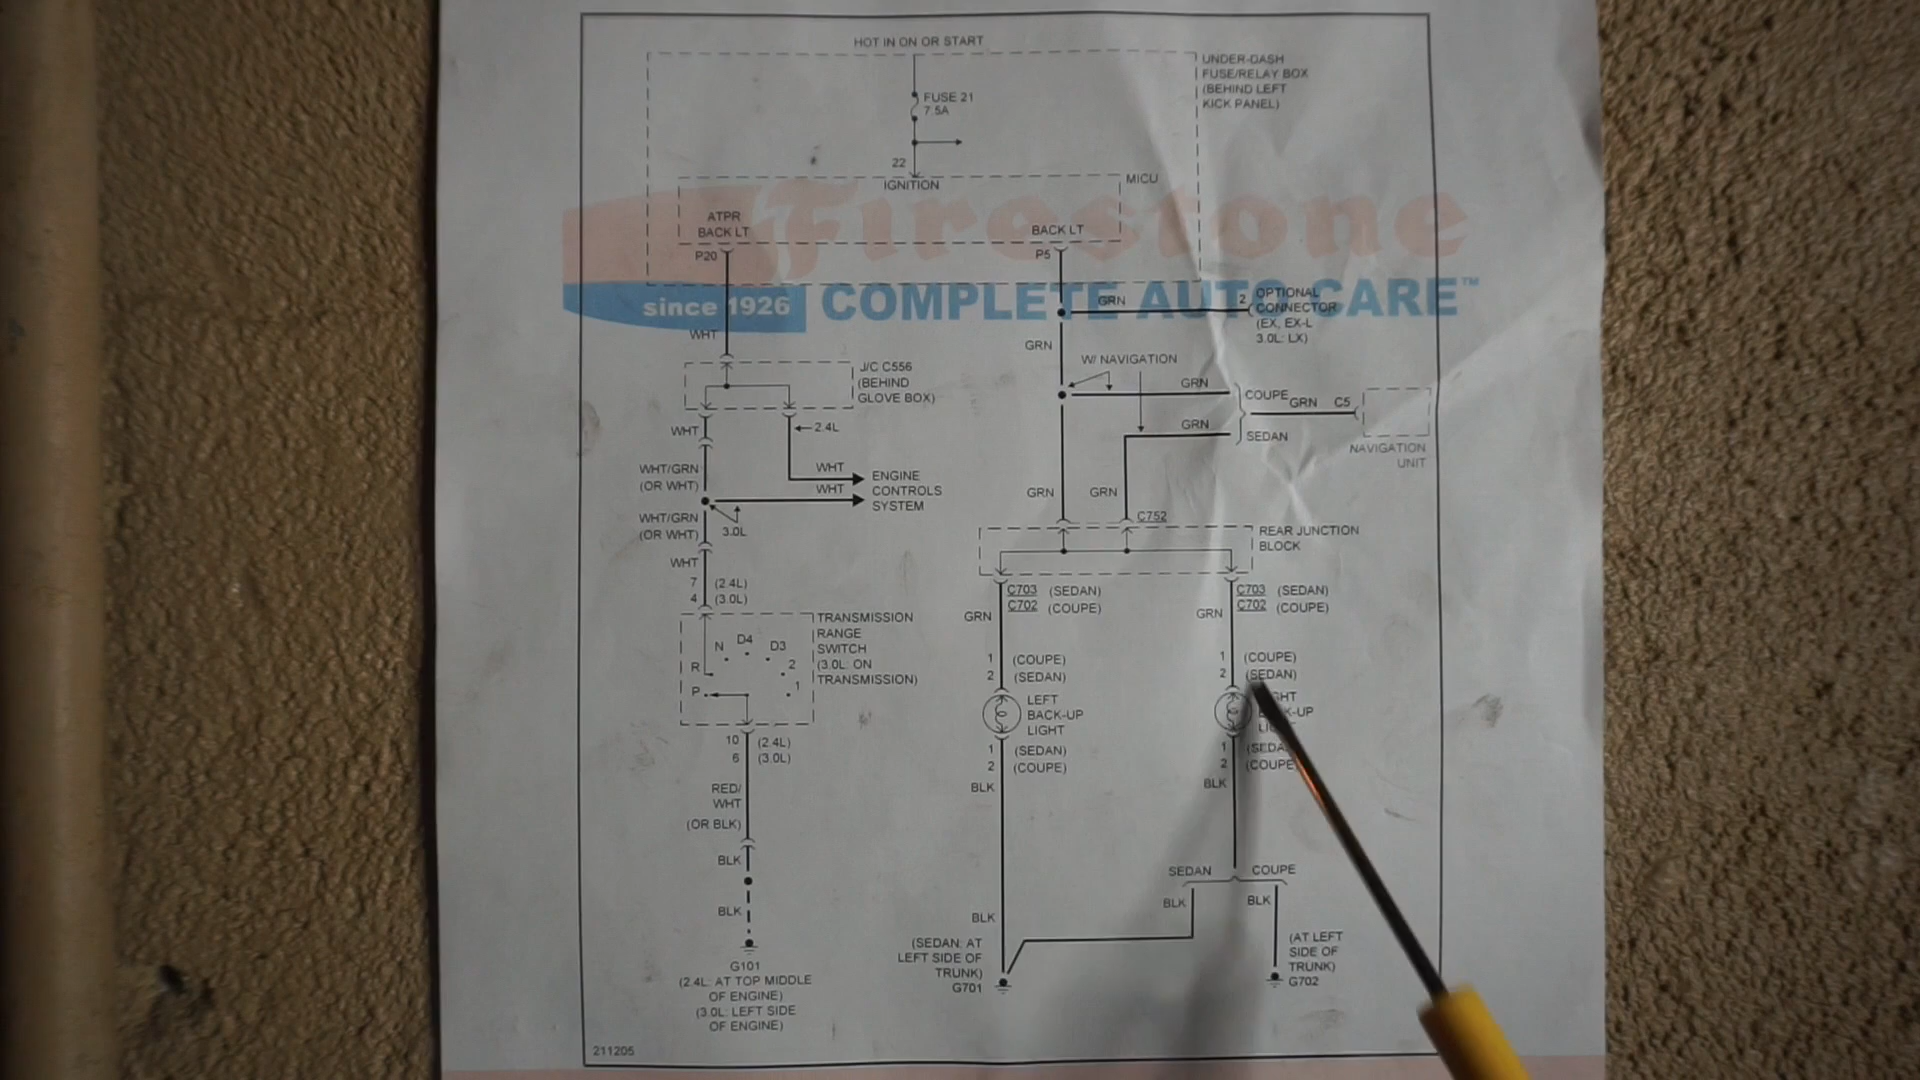 HOT IN ON OR START
UNDER-DASH
FUSE/RELAY BOX
(BEHIND LEFT
KICK PANEL)
FUSE 21
7.5A
22
IGNITION
MICU
ATPR
BACK LT
BACK LT
P20
P5
Firestone
since 1926
COMPLETE AUTO CARE™
GRN
2
OPTIONAL
CONNECTOR
(EX, EX-L
3.0L: LX)
WHT
GRN
W/ NAVIGATION
J/C C556
(BEHIND
GLOVE BOX)
GRN
COUPE
GRN
C5
WHT
2.4L
GRN
SEDAN
NAVIGATION
UNIT
WHT/GRN
(OR WHT)
WHT
WHT
ENGINE
CONTROLS
SYSTEM
GRN
GRN
WHT/GRN
(OR WHT)
3.0L
C752
REAR JUNCTION
BLOCK
WHT
7 (2.4L)
4 (3.0L)
C703 (SEDAN)
C702 (COUPE)
C703 (SEDAN)
C702 (COUPE)
GRN
GRN
TRANSMISSION
RANGE
SWITCH
(3.0L: ON
TRANSMISSION)
N
D4
D3
R
2
P
1
1 (COUPE)
2 (SEDAN)
1 (COUPE)
2 (SEDAN)
LEFT
BACK-UP
LIGHT
10 (2.4L)
6 (3.0L)
1 (SEDAN)
2 (COUPE)
1
2 (COUPE
BLK
BLK
RED/
WHT
(OR BLK)
BLK
SEDAN
COUPE
BLK
BLK
BLK
BLK
(SEDAN: AT
LEFT SIDE OF
TRUNK)
G701
(AT LEFT
SIDE OF
TRUNK)
G702
G101
(2.4L: AT TOP MIDDLE
OF ENGINE)
(3.0L: LEFT SIDE
OF ENGINE)
211205